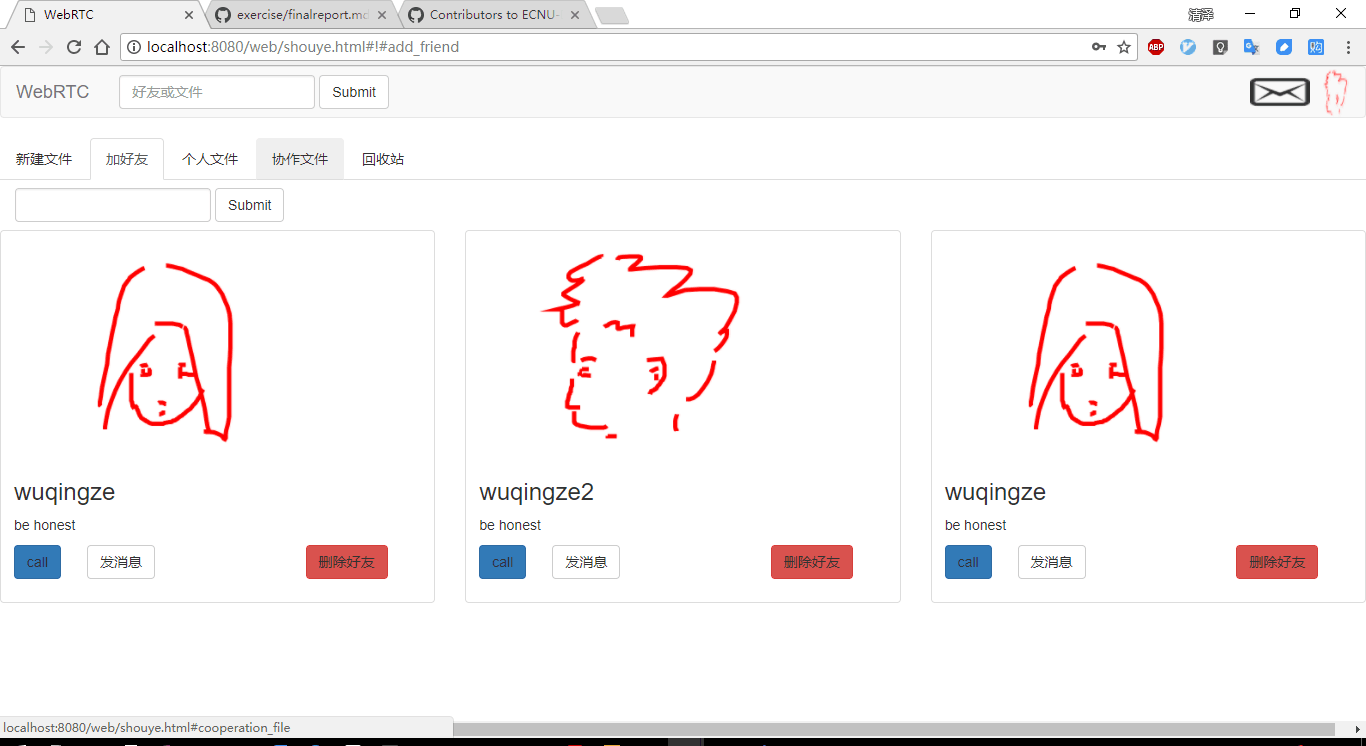 WebRTC
exercise/finalreport.md
Contributors to ECNU-
清泽
localhost:8080/web/shouye.html#!#add_friend
ABP
WebRTC 好友或文件 Submit
新建文件 加好友 个人文件 协作文件 回收站
Submit
wuqingze wuqingze2 wuqingze
be honest be honest be honest
call 发消息 删除好友 call 发消息 删除好友 call 发消息 删除好友
localhost:8080/web/shouye.html#cooperation_file